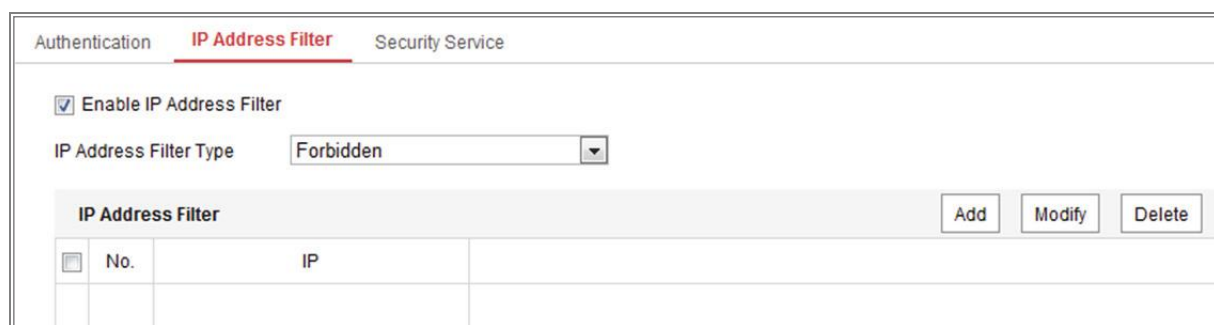 Authentication IP Address Filter Security Service
Enable IP Address Filter
IP Address Filter Type Forbidden
IP Address Filter Add Modify Delete
No. IP